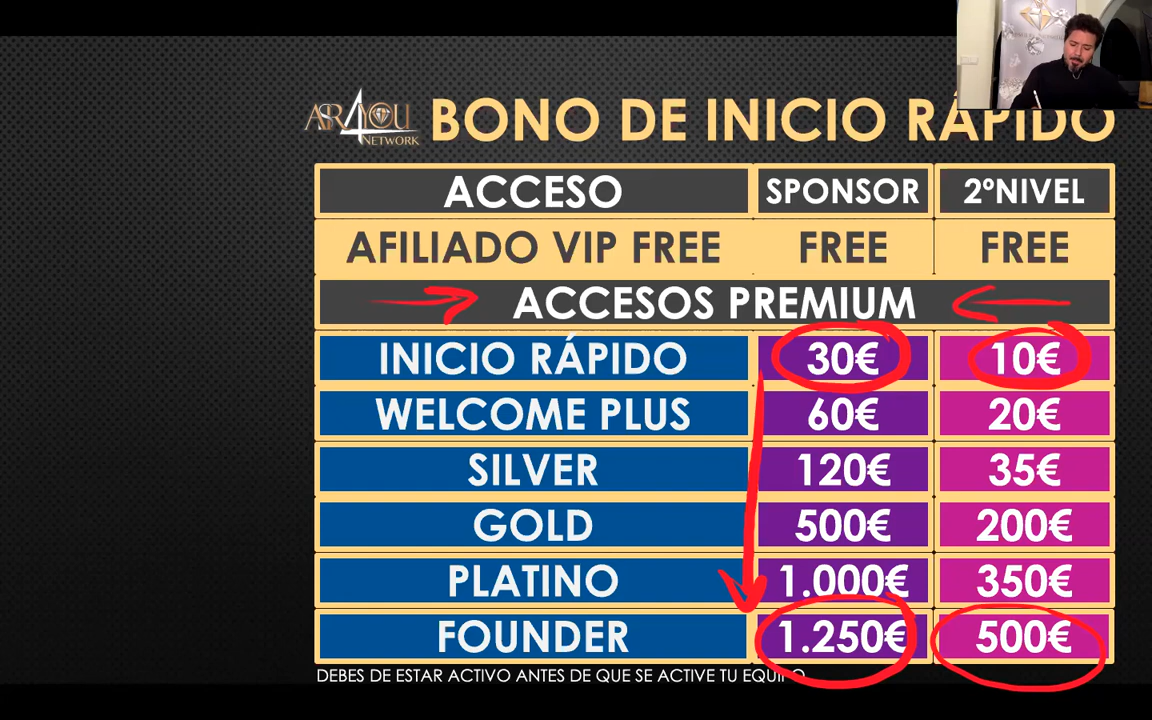 ASR4YOU
NETWORK
BONO DE INICIO RÁPIDO
ACCESO SPONSOR 2ºNIVEL
AFILIADO VIP FREE FREE FREE
ACCESOS PREMIUM
INICIO RÁPIDO 30€ 10€
WELCOME PLUS 60€ 20€
SILVER 120€ 35€
GOLD 500€ 200€
PLATINO 1.000€ 350€
FOUNDER 1.250€ 500€
DEBES DE ESTAR ACTIVO ANTES DE QUE SE ACTIVE TU EQUIPO